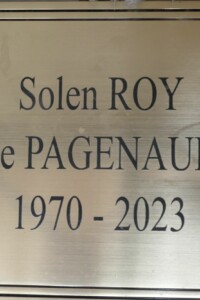 Solen ROY
e PAGENAU
1970 - 2023